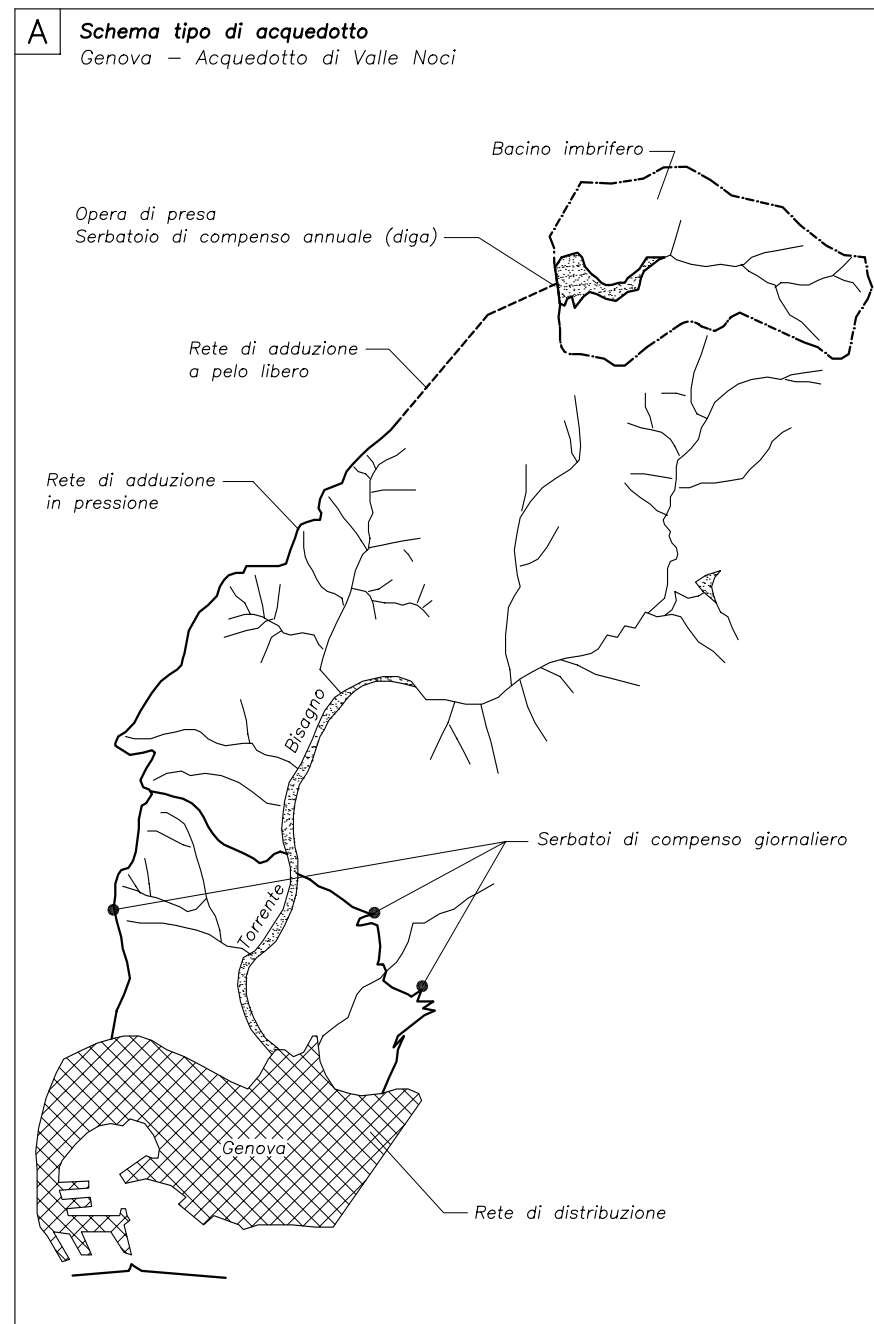 A
Schema tipo di acquedotto
Genova – Acquedotto di Valle Noci
Bacino imbrifero
Opera di presa
Serbatoio di compenso annuale (diga)
Rete di adduzione
a pelo libero
Rete di adduzione
in pressione
Bisagno
Serbatoi di compenso giornaliero
Torrente
Genova
Rete di distribuzione